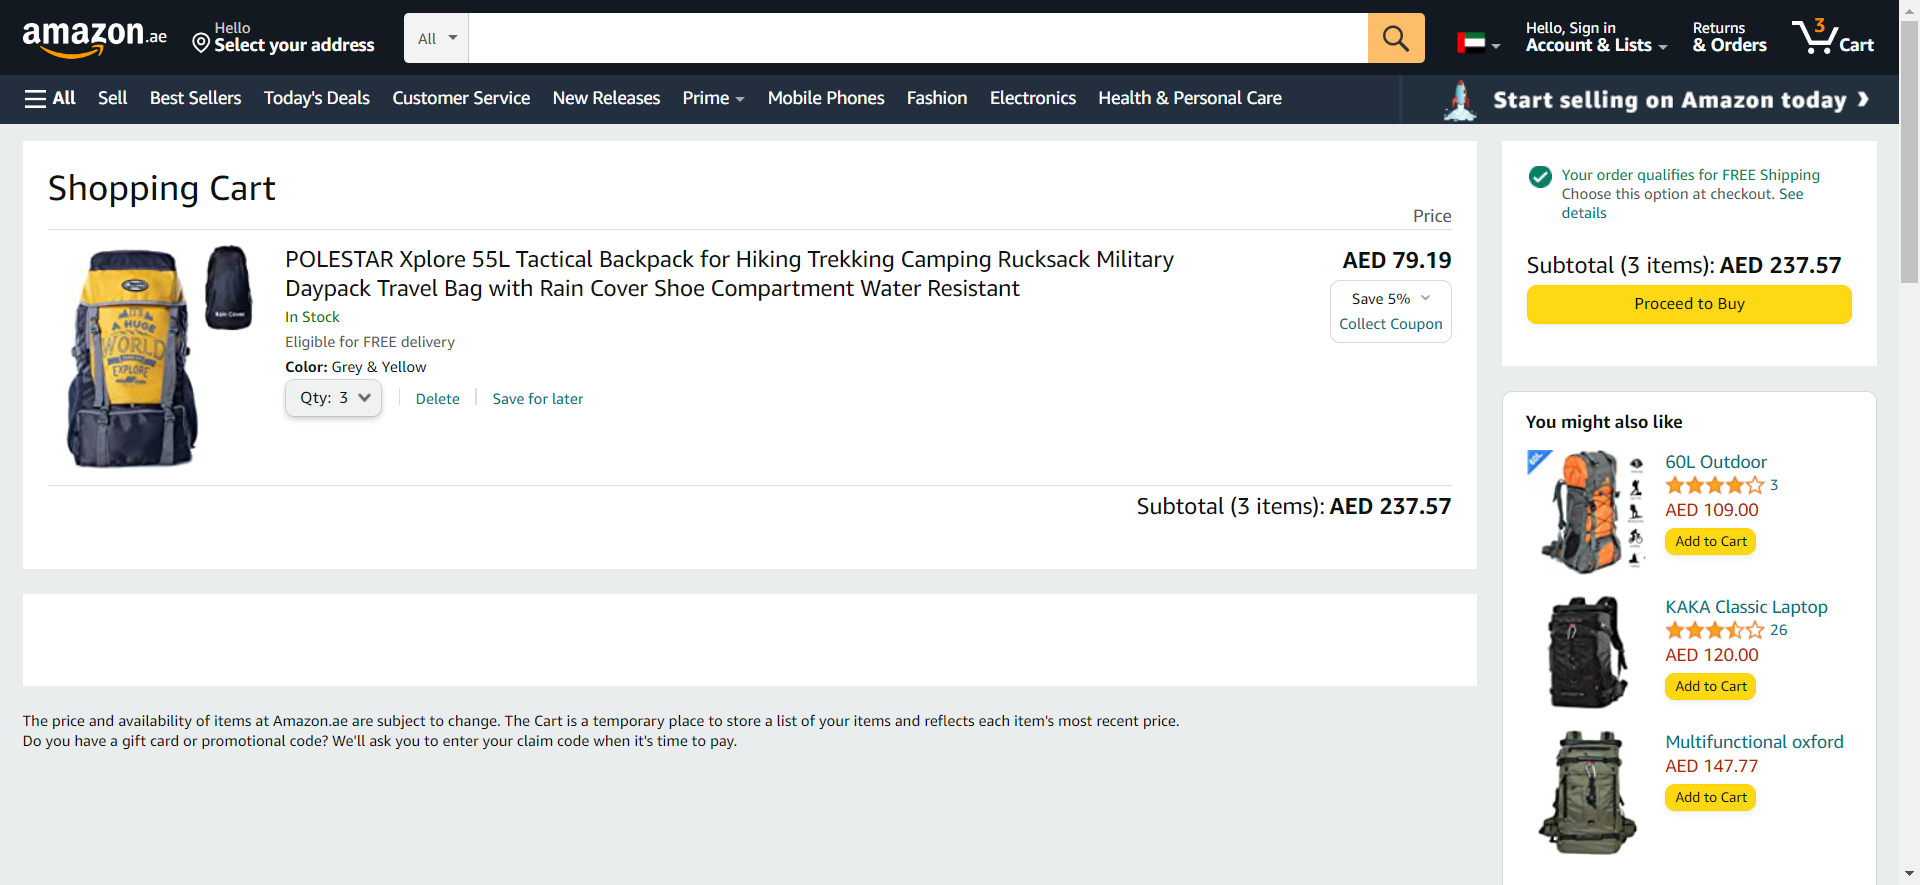 amazon.ae
Hello
Select your address
All
Hello, Sign in
Account & Lists
Returns
& Orders
3
Cart
All
Sell
Best Sellers
Today's Deals
Customer Service
New Releases
Prime
Mobile Phones
Fashion
Electronics
Health & Personal Care
Start selling on Amazon today ❯
Shopping Cart
Price
IT'S
A HUGE
WORLD
EXPLORE
Rain Cover
POLESTAR Xplore 55L Tactical Backpack for Hiking Trekking Camping Rucksack Military
Daypack Travel Bag with Rain Cover Shoe Compartment Water Resistant
In Stock
Eligible for FREE delivery
Color: Grey & Yellow
Qty: 3
Delete
Save for later
AED 79.19
Save 5%
Collect Coupon
Subtotal (3 items): AED 237.57
The price and availability of items at Amazon.ae are subject to change. The Cart is a temporary place to store a list of your items and reflects each item's most recent price.
Do you have a gift card or promotional code? We'll ask you to enter your claim code when it's time to pay.
Your order qualifies for FREE Shipping
Choose this option at checkout. See
details
Subtotal (3 items): AED 237.57
Proceed to Buy
You might also like
60L
60L Outdoor
3
AED 109.00
Add to Cart
KAKA Classic Laptop
26
AED 120.00
Add to Cart
Multifunctional oxford
AED 147.77
Add to Cart